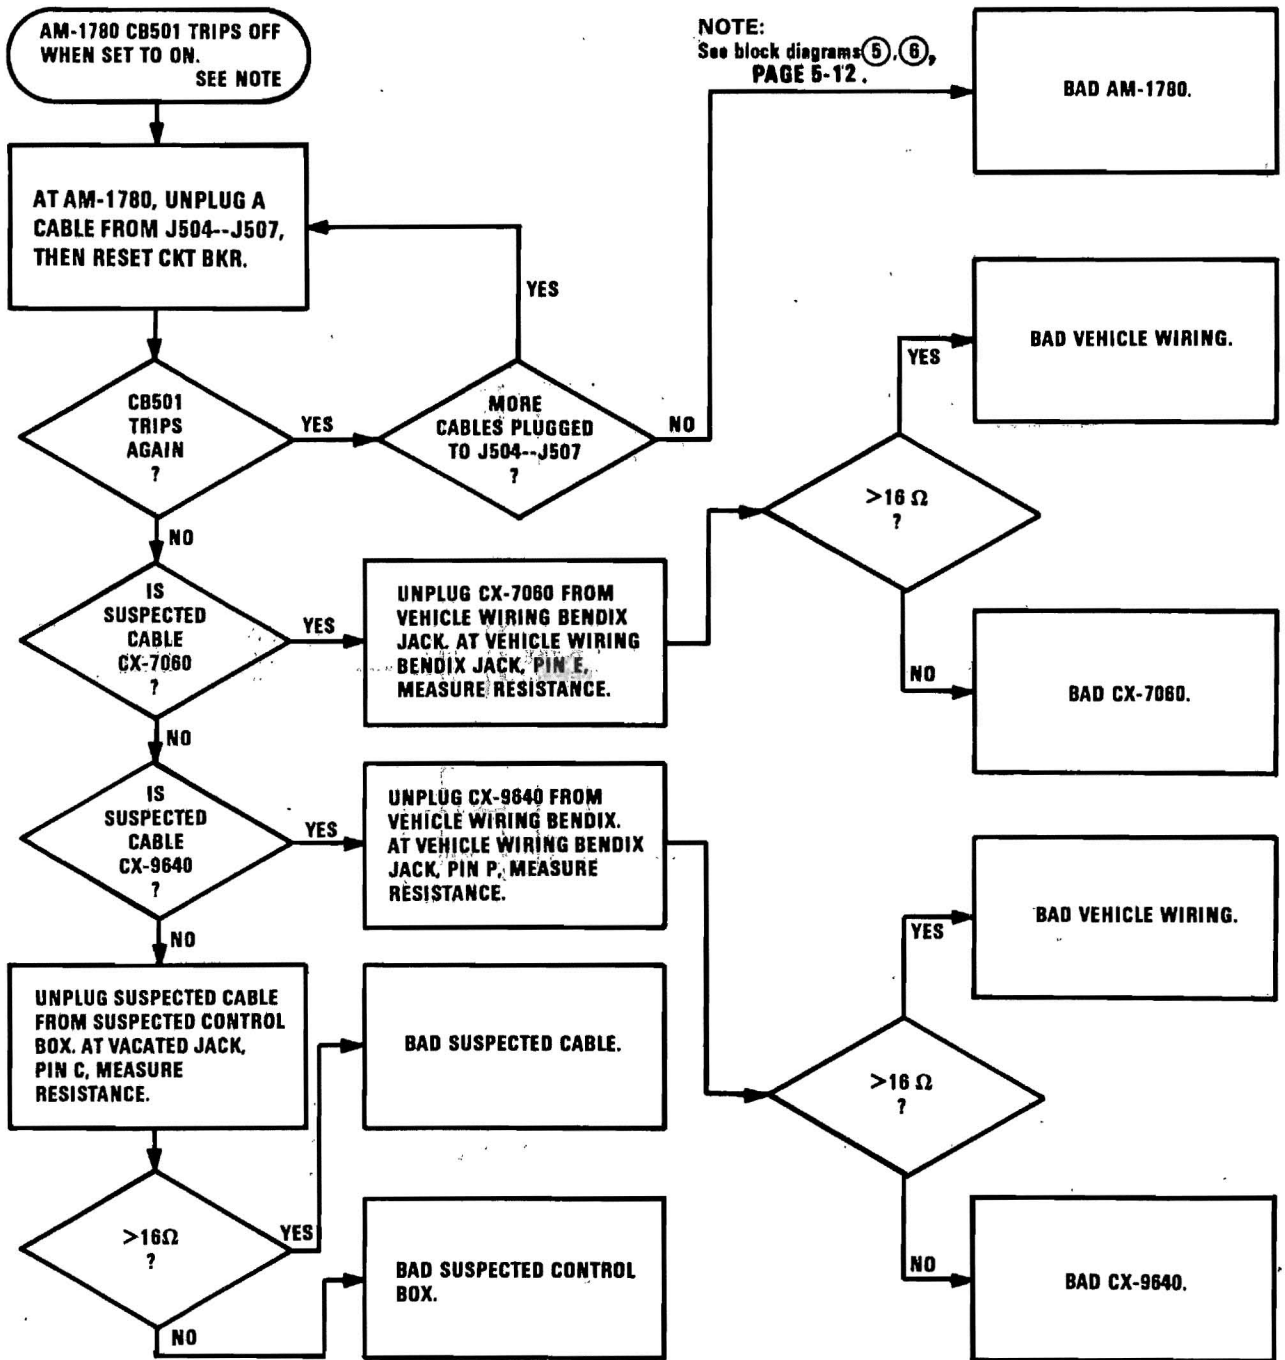 AM-1780 CB501 TRIPS OFF
WHEN SET TO ON.
SEE NOTE
NOTE:
See block diagrams ⑤, ⑥,
PAGE 5-12.
BAD AM-1780.
AT AM-1780, UNPLUG A
CABLE FROM J504--J507,
THEN RESET CKT BKR.
YES
BAD VEHICLE WIRING.
YES
CB501
TRIPS
AGAIN
?
YES
MORE
CABLES PLUGGED
TO J504--J507
?
NO
>16 Ω
?
NO
IS
SUSPECTED
CABLE
CX-7060
?
YES
UNPLUG CX-7060 FROM
VEHICLE WIRING BENDIX
JACK. AT VEHICLE WIRING
BENDIX JACK, PIN E,
MEASURE RESISTANCE.
NO
BAD CX-7060.
NO
IS
SUSPECTED
CABLE
CX-9640
?
YES
UNPLUG CX-9640 FROM
VEHICLE WIRING BENDIX.
AT VEHICLE WIRING BENDIX
JACK, PIN P, MEASURE
RESISTANCE.
BAD VEHICLE WIRING.
YES
NO
UNPLUG SUSPECTED CABLE
FROM SUSPECTED CONTROL
BOX. AT VACATED JACK,
PIN C, MEASURE
RESISTANCE.
BAD SUSPECTED CABLE.
>16 Ω
?
>16Ω
?
YES
BAD SUSPECTED CONTROL
BOX.
NO
NO
BAD CX-9640.